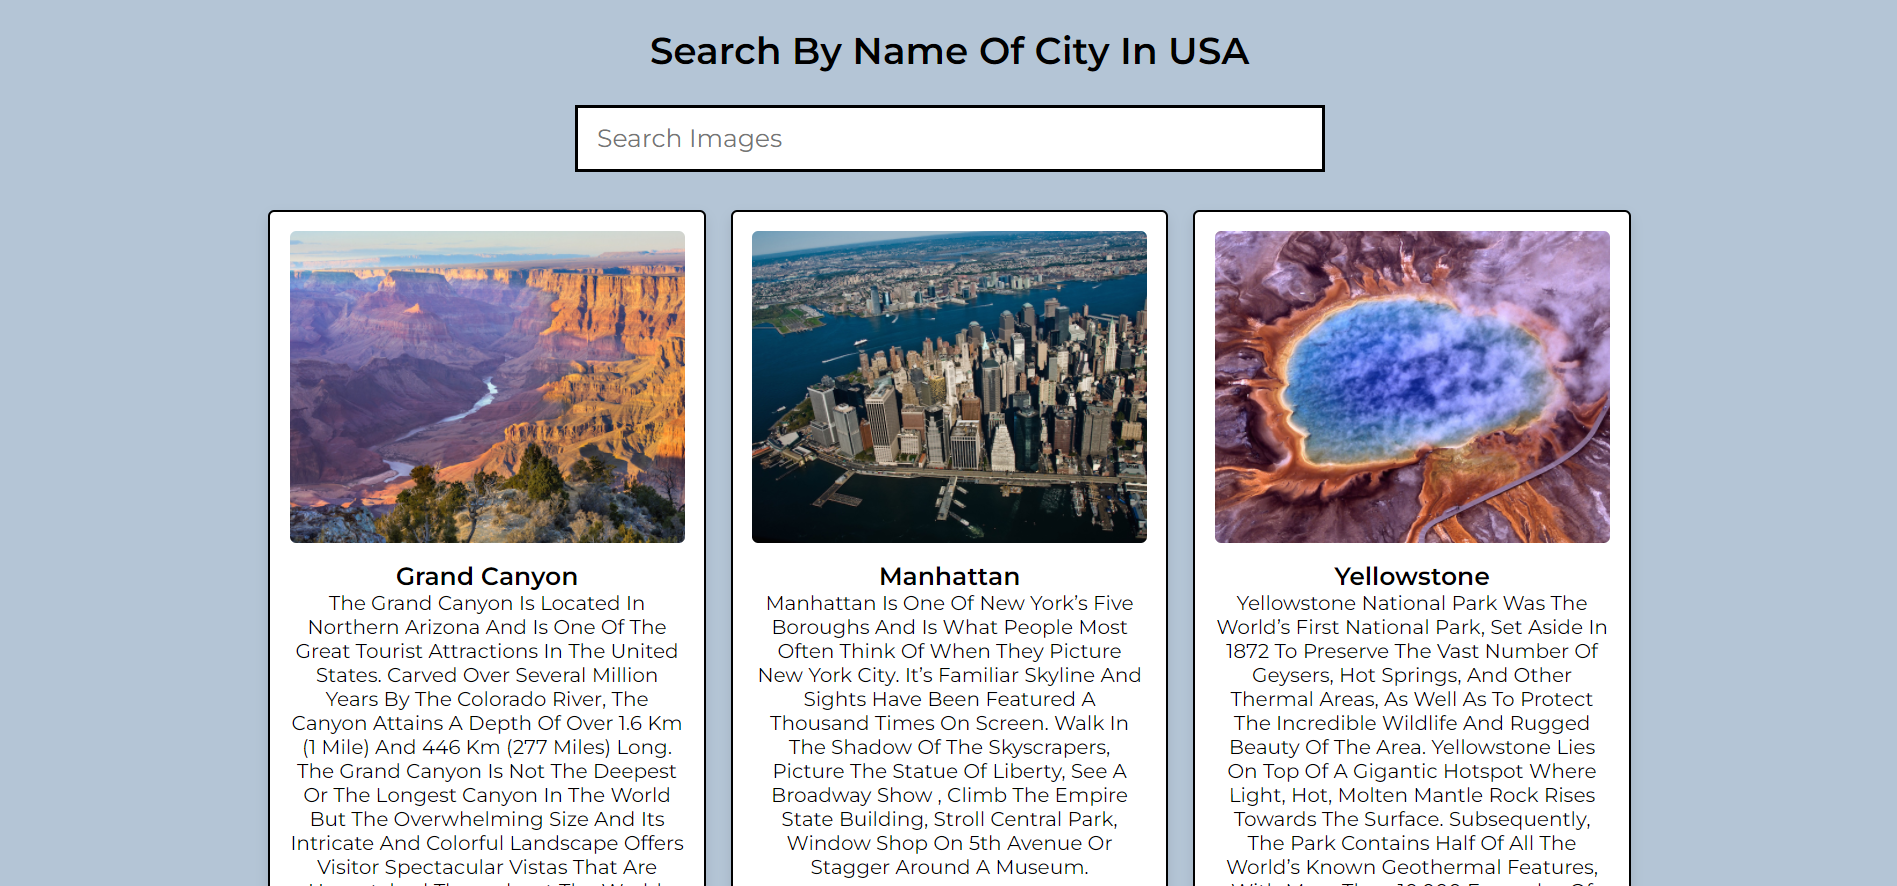 Search By Name Of City In USA
Search Images
Grand Canyon
The Grand Canyon Is Located In
Northern Arizona And Is One Of The
Great Tourist Attractions In The United
States. Carved Over Several Million
Years By The Colorado River, The
Canyon Attains A Depth Of Over 1.6 Km
(1 Mile) And 446 Km (277 Miles) Long.
The Grand Canyon Is Not The Deepest
Or The Longest Canyon In The World
But The Overwhelming Size And Its
Intricate And Colorful Landscape Offers
Visitor Spectacular Vistas That Are
Manhattan
Manhattan Is One Of New York’s Five
Boroughs And Is What People Most
Often Think Of When They Picture
New York City. It’s Familiar Skyline And
Sights Have Been Featured A
Thousand Times On Screen. Walk In
The Shadow Of The Skyscrapers,
Picture The Statue Of Liberty, See A
Broadway Show , Climb The Empire
State Building, Stroll Central Park,
Window Shop On 5th Avenue Or
Stagger Around A Museum.
Yellowstone
Yellowstone National Park Was The
World’s First National Park, Set Aside In
1872 To Preserve The Vast Number Of
Geysers, Hot Springs, And Other
Thermal Areas, As Well As To Protect
The Incredible Wildlife And Rugged
Beauty Of The Area. Yellowstone Lies
On Top Of A Gigantic Hotspot Where
Light, Hot, Molten Mantle Rock Rises
Towards The Surface. Subsequently,
The Park Contains Half Of All The
World’s Known Geothermal Features,